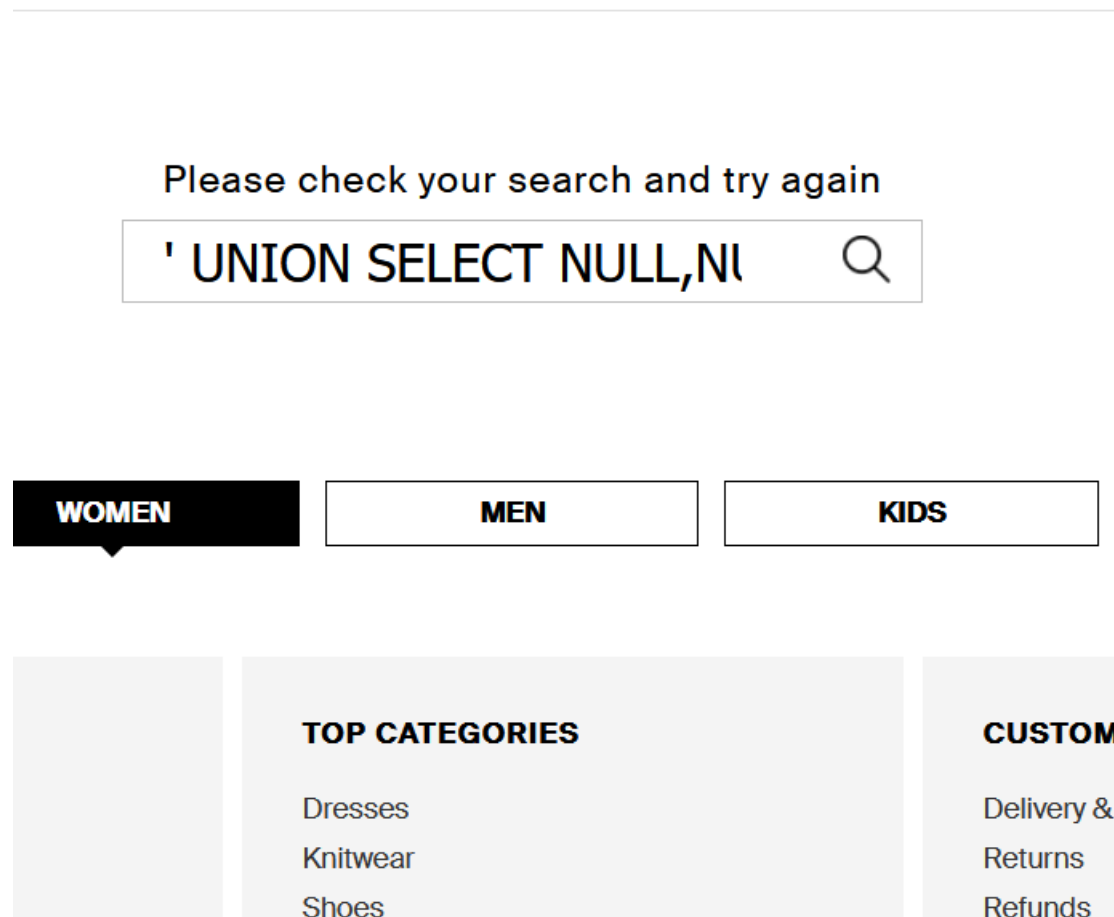 Please check your search and try again
' UNION SELECT NULL,NU
WOMEN
MEN
KIDS
TOP CATEGORIES
Dresses
Knitwear
Shoes
CUSTOM
Delivery &
Returns
Refunds